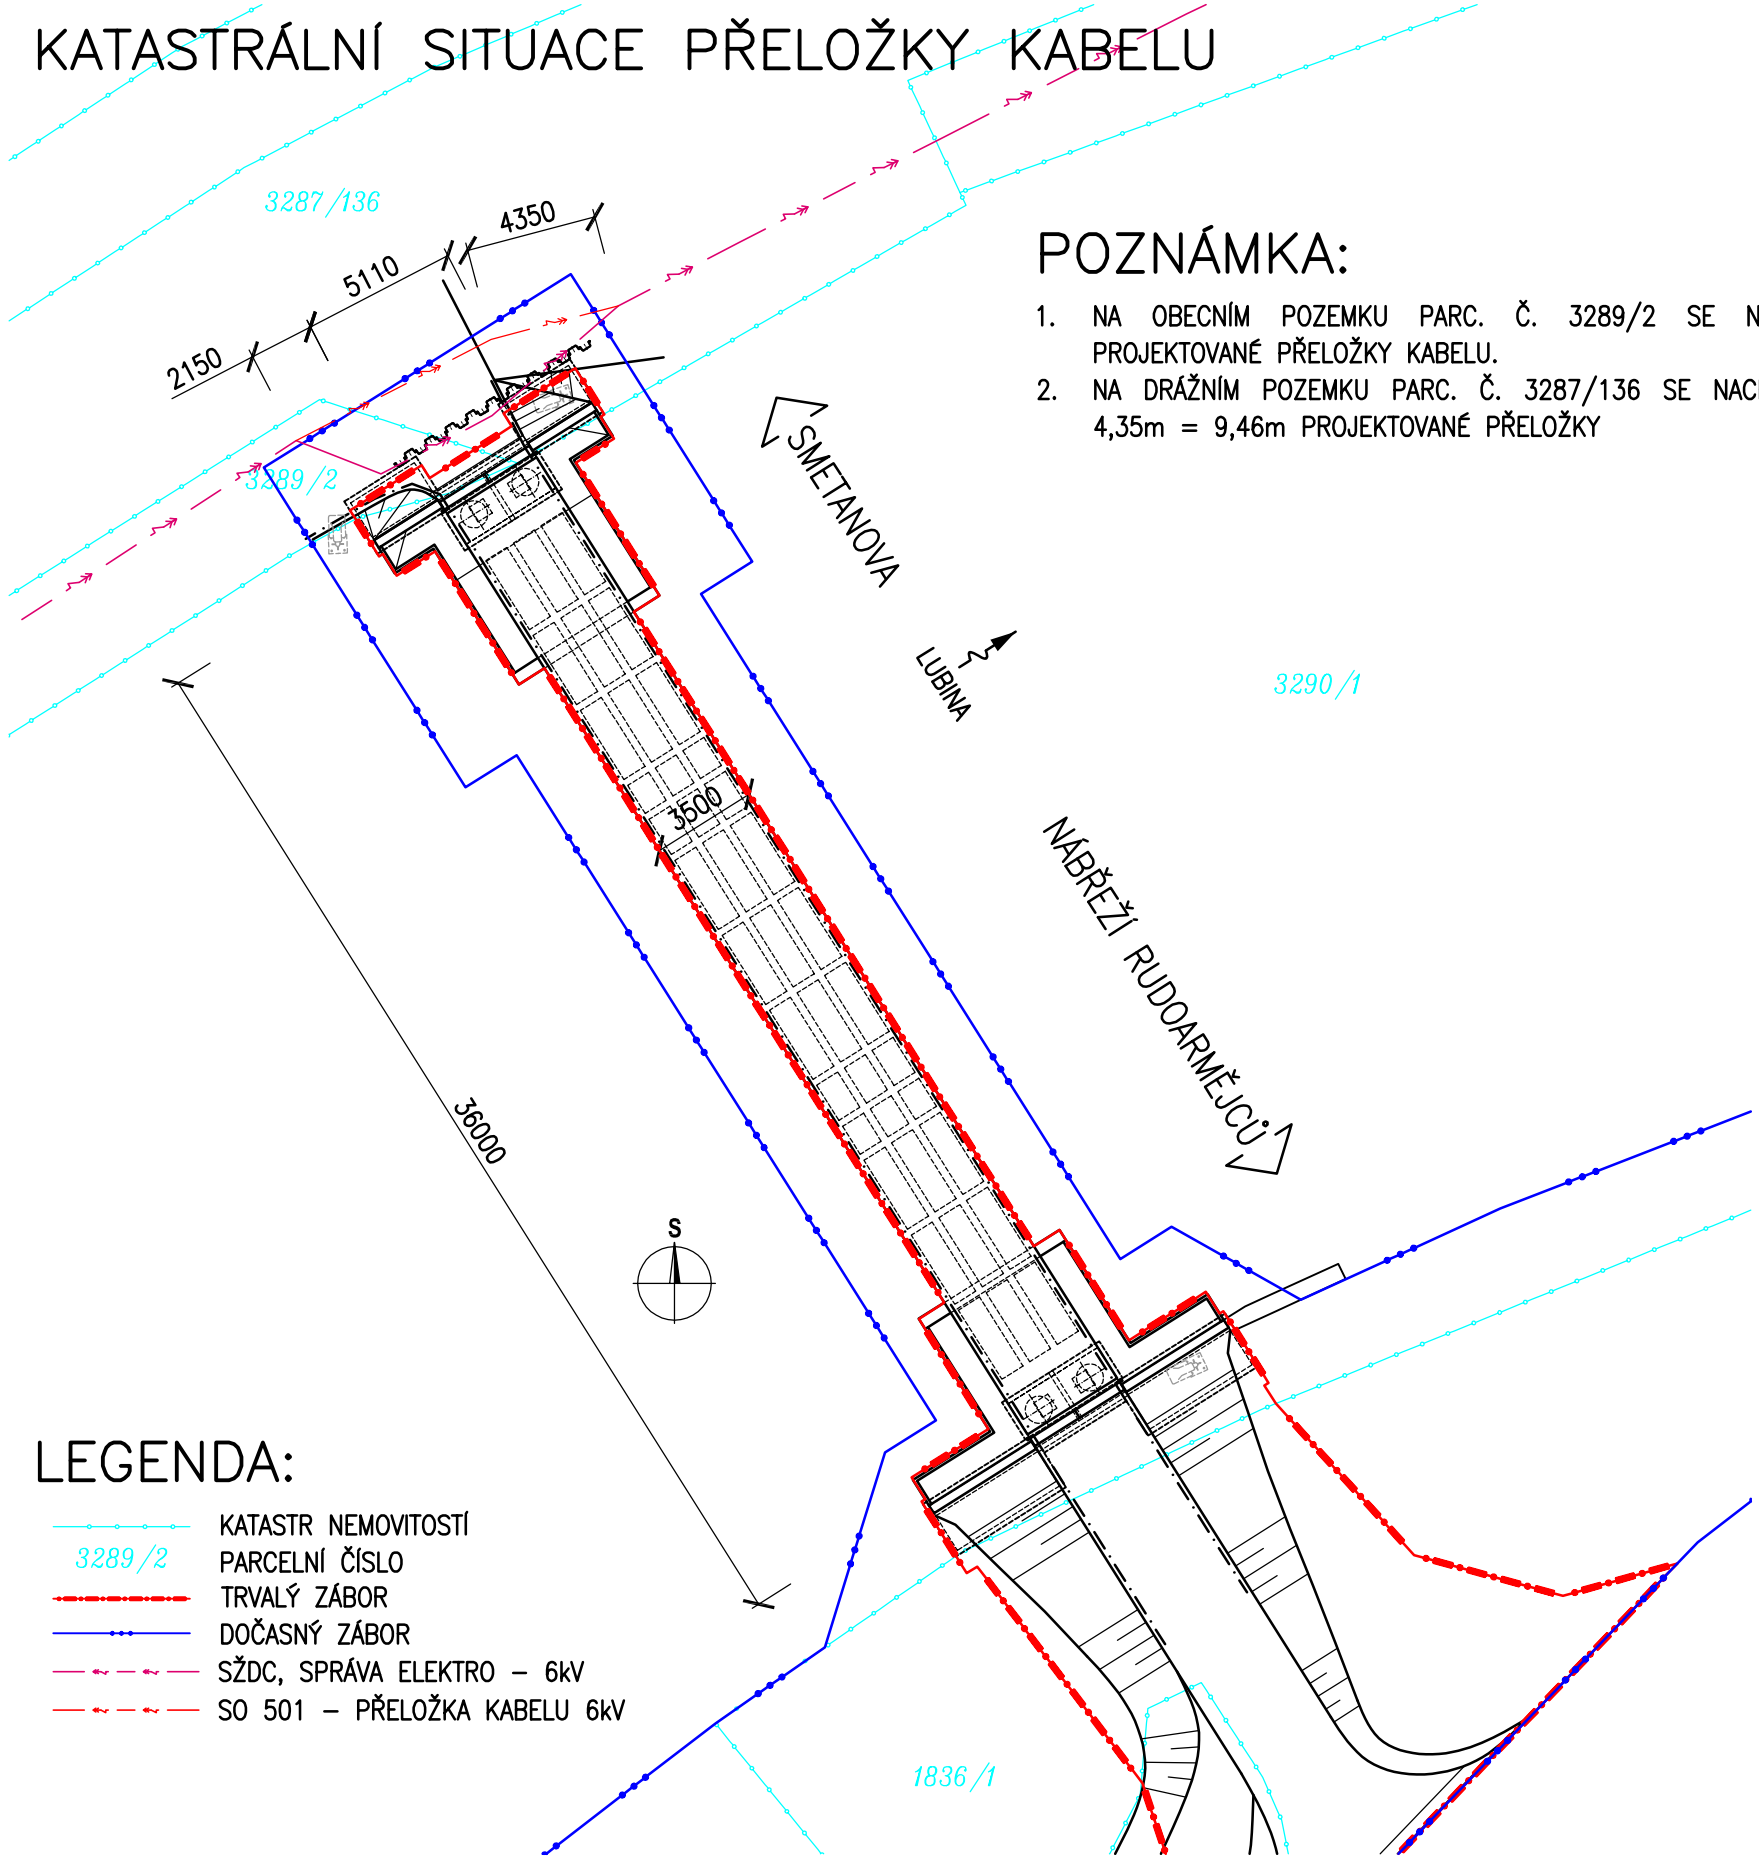 KATASTRÁLNÍ SITUACE PŘELOŽKY KABELU
3287/136
4350
5110
2150
POZNÁMKA:
1. NA OBECNÍM POZEMKU PARC. Č. 3289/2 SE
PROJEKTOVANÉ PŘELOŽKY KABELU.
2. NA DRÁŽNÍM POZEMKU PARC. Č. 3287/136 SE
4,35m = 9,46m PROJEKTOVANÉ PŘELOŽKY
3289/2
SMETANOVA
LUBINA
3290/1
3500
NÁBŘEŽÍ RUDOARMĚJCŮ
36000
S
LEGENDA:
KATASTR NEMOVITOSTÍ
3289/2 PARCELNÍ ČÍSLO
TRVALÝ ZÁBOR
DOČASNÝ ZÁBOR
SŽDC, SPRÁVA ELEKTRO – 6kV
SO 501 – PŘELOŽKA KABELU 6kV
1836/1